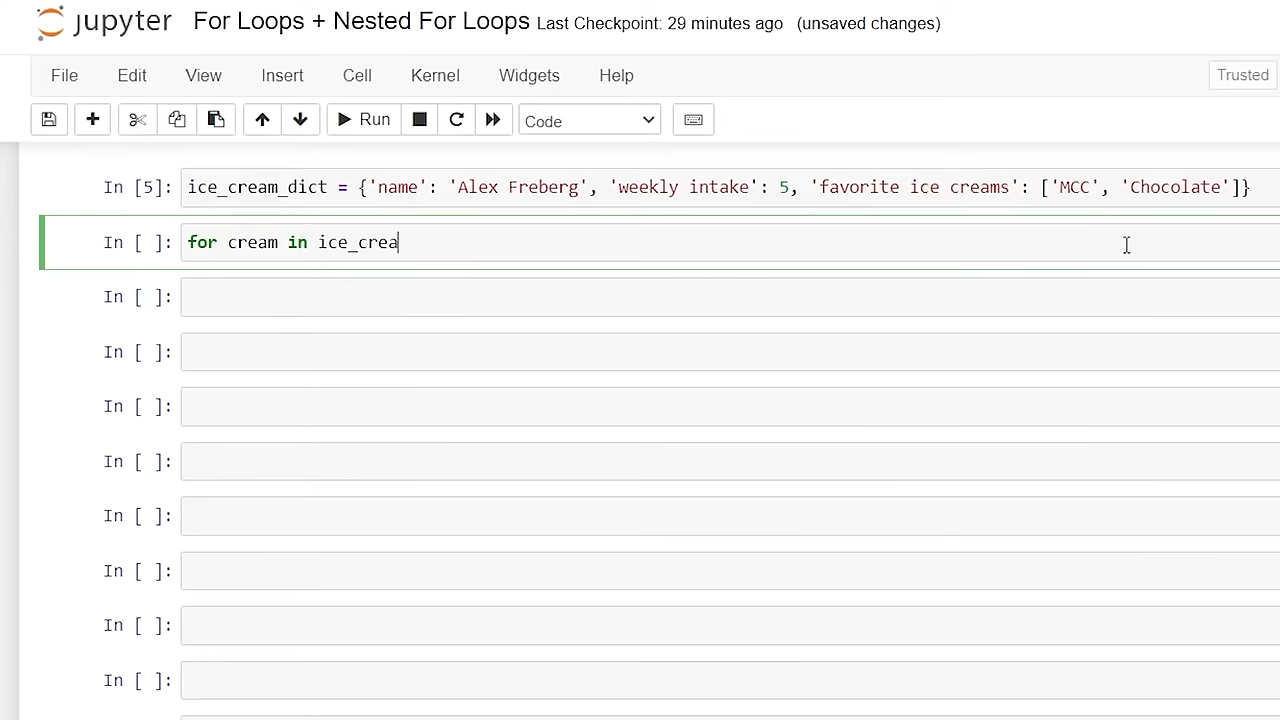 jupyter For Loops + Nested For Loops Last Checkpoint: 29 minutes ago (unsaved changes)
File Edit View Insert Cell Kernel Widgets Help Trusted
Run Code
In [5]: ice_cream_dict = {'name': 'Alex Freberg', 'weekly intake': 5, 'favorite ice creams': ['MCC', 'Chocolate']}
In [ ]: for cream in ice_crea
In [ ]:
In [ ]:
In [ ]:
In [ ]:
In [ ]:
In [ ]:
In [ ]:
In [ ]: